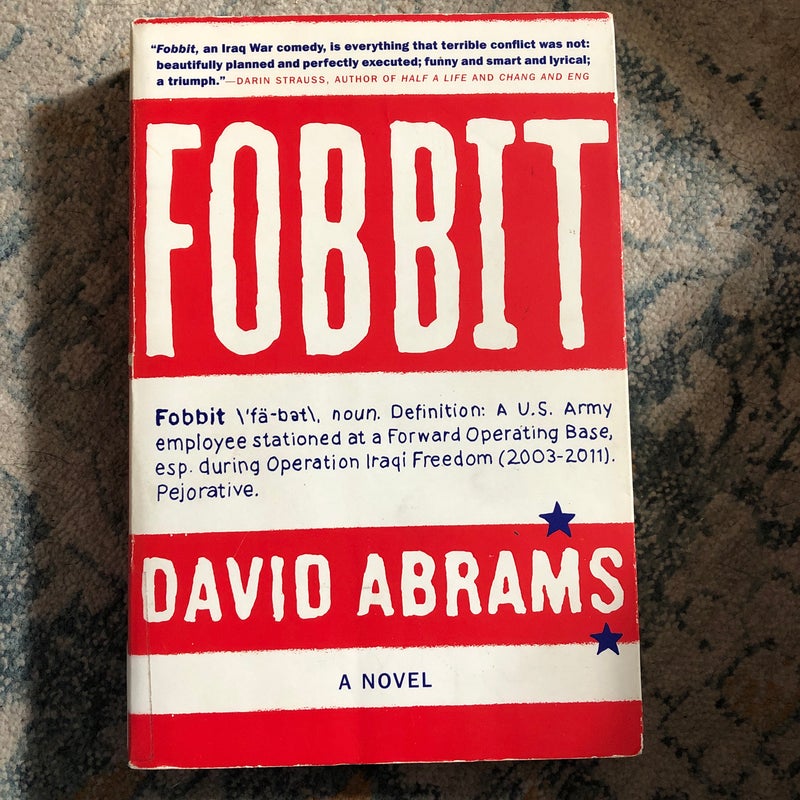 “Fobbit, an Iraq War comedy, is everything that terrible conflict was not:
beautifully planned and perfectly executed; funny and smart and lyrical;
a triumph.”—DARIN STRAUSS, AUTHOR OF HALF A LIFE AND CHANG AND ENG
FOBBIT
Fobbit \'fä-bət\, noun. Definition: A U.S. Army
employee stationed at a Forward Operating Base,
esp. during Operation Iraqi Freedom (2003-2011).
Pejorative.
DAVID ABRAMS
A NOVEL